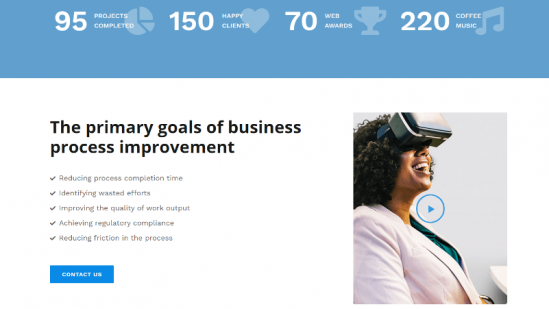 95 PROJECTS COMPLETED 150 HAPPY CLIENTS 70 WEB AWARDS 220 COFFEE MUSIC
The primary goals of business
process improvement
Reducing process completion time
Identifying wasted efforts
Improving the quality of work output
Achieving regulatory compliance
Reducing friction in the process
CONTACT US